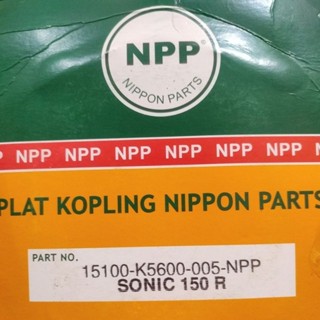 NPP
NIPPON PARTS
NPP NPP NPP NPP NPP NPP
PLAT KOPLING NIPPON PARTS
PART NO. 15100-K5600-005-NPP
SONIC 150 R